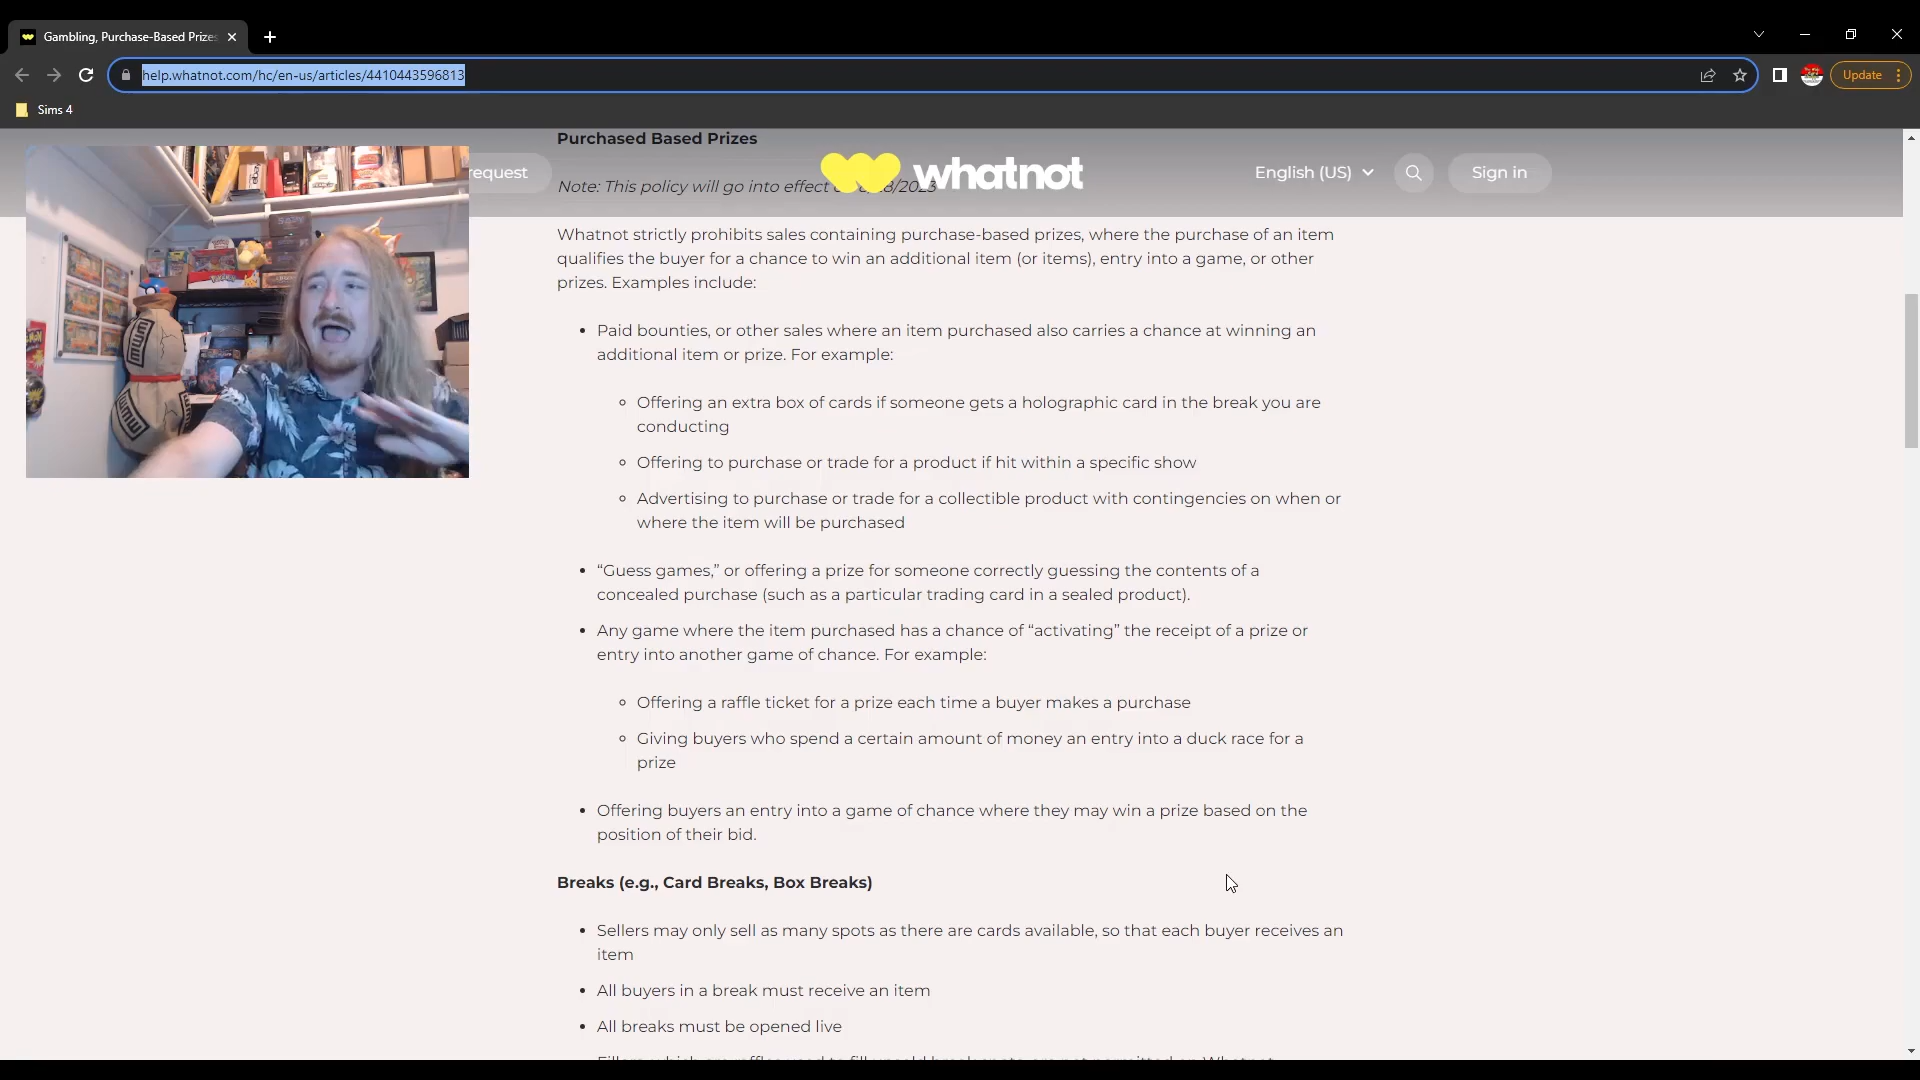 Gambling, Purchase-Based Prizes
help.whatnot.com/hc/en-us/articles/4410443596813
Update
Sims 4
Purchased Based Prizes
request
whatnot
English (US)
Sign in
Note: This policy will go into effect 8/2023
Whatnot strictly prohibits sales containing purchase-based prizes, where the purchase of an item
qualifies the buyer for a chance to win an additional item (or items), entry into a game, or other
prizes. Examples include:
• Paid bounties, or other sales where an item purchased also carries a chance at winning an
additional item or prize. For example:
◦ Offering an extra box of cards if someone gets a holographic card in the break you are
conducting
◦ Offering to purchase or trade for a product if hit within a specific show
◦ Advertising to purchase or trade for a collectible product with contingencies on when or
where the item will be purchased
• “Guess games,” or offering a prize for someone correctly guessing the contents of a
concealed purchase (such as a particular trading card in a sealed product).
• Any game where the item purchased has a chance of “activating” the receipt of a prize or
entry into another game of chance. For example:
◦ Offering a raffle ticket for a prize each time a buyer makes a purchase
◦ Giving buyers who spend a certain amount of money an entry into a duck race for a
prize
• Offering buyers an entry into a game of chance where they may win a prize based on the
position of their bid.
Breaks (e.g., Card Breaks, Box Breaks)
• Sellers may only sell as many spots as there are cards available, so that each buyer receives an
item
• All buyers in a break must receive an item
• All breaks must be opened live